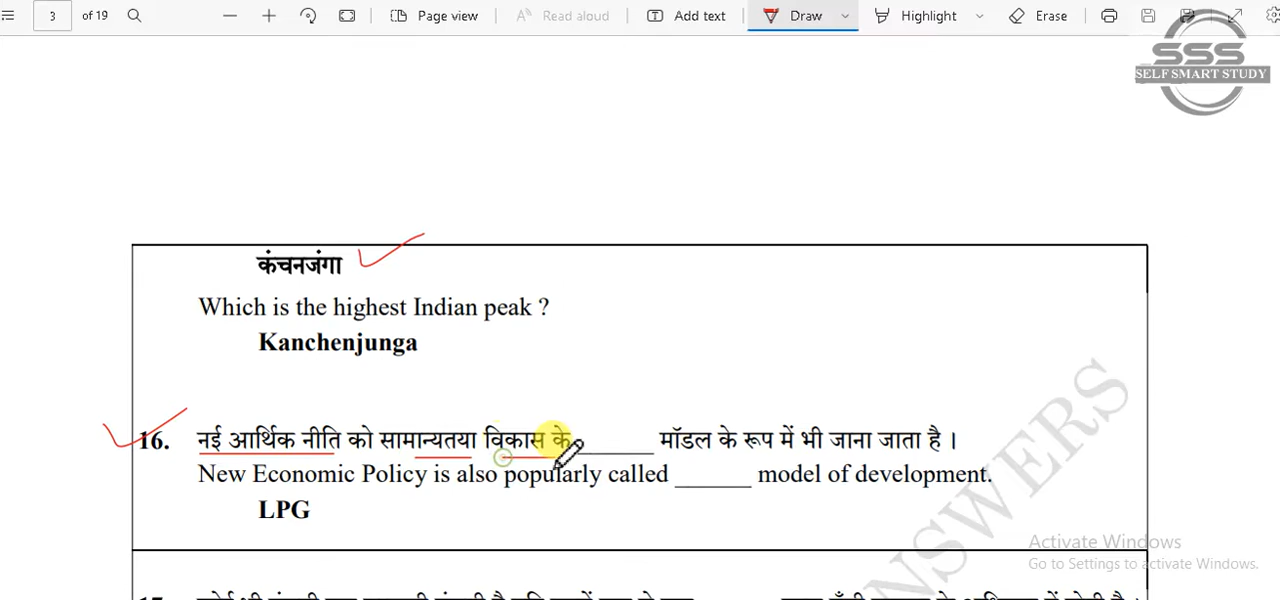 3 of 19 Page view Read aloud Add text Draw Highlight Erase
SSS
SELF SMART STUDY
कंचनजंगा
Which is the highest Indian peak ?
Kanchenjunga
16. नई आर्थिक नीति को सामान्यतया विकास के ______ मॉडल के रूप में भी जाना जाता है ।
New Economic Policy is also popularly called ______ model of development.
LPG
Activate Windows
Go to Settings to activate Windows.